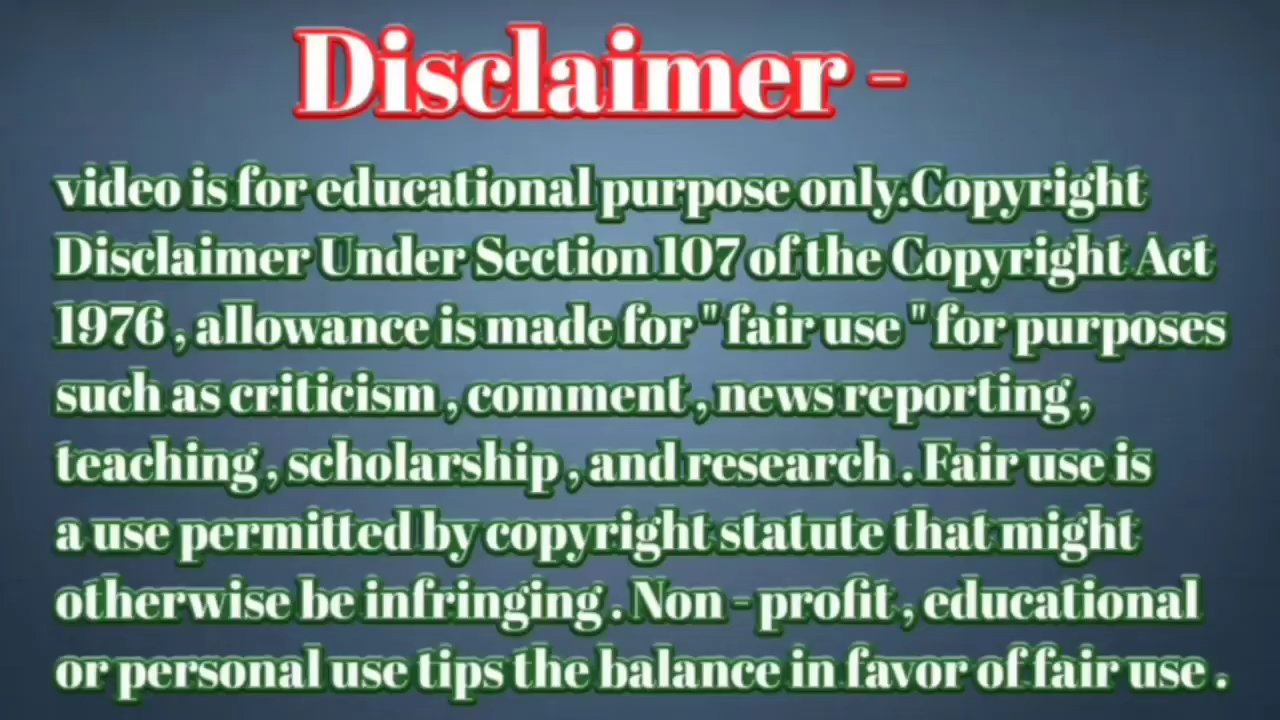 Disclaimer -
video is for educational purpose only.Copyright
Disclaimer Under Section 107 of the Copyright Act
1976 , allowance is made for " fair use " for purposes
such as criticism , comment , news reporting ,
teaching , scholarship , and research . Fair use is
a use permitted by copyright statute that might
otherwise be infringing . Non - profit , educational
or personal use tips the balance in favor of fair use .